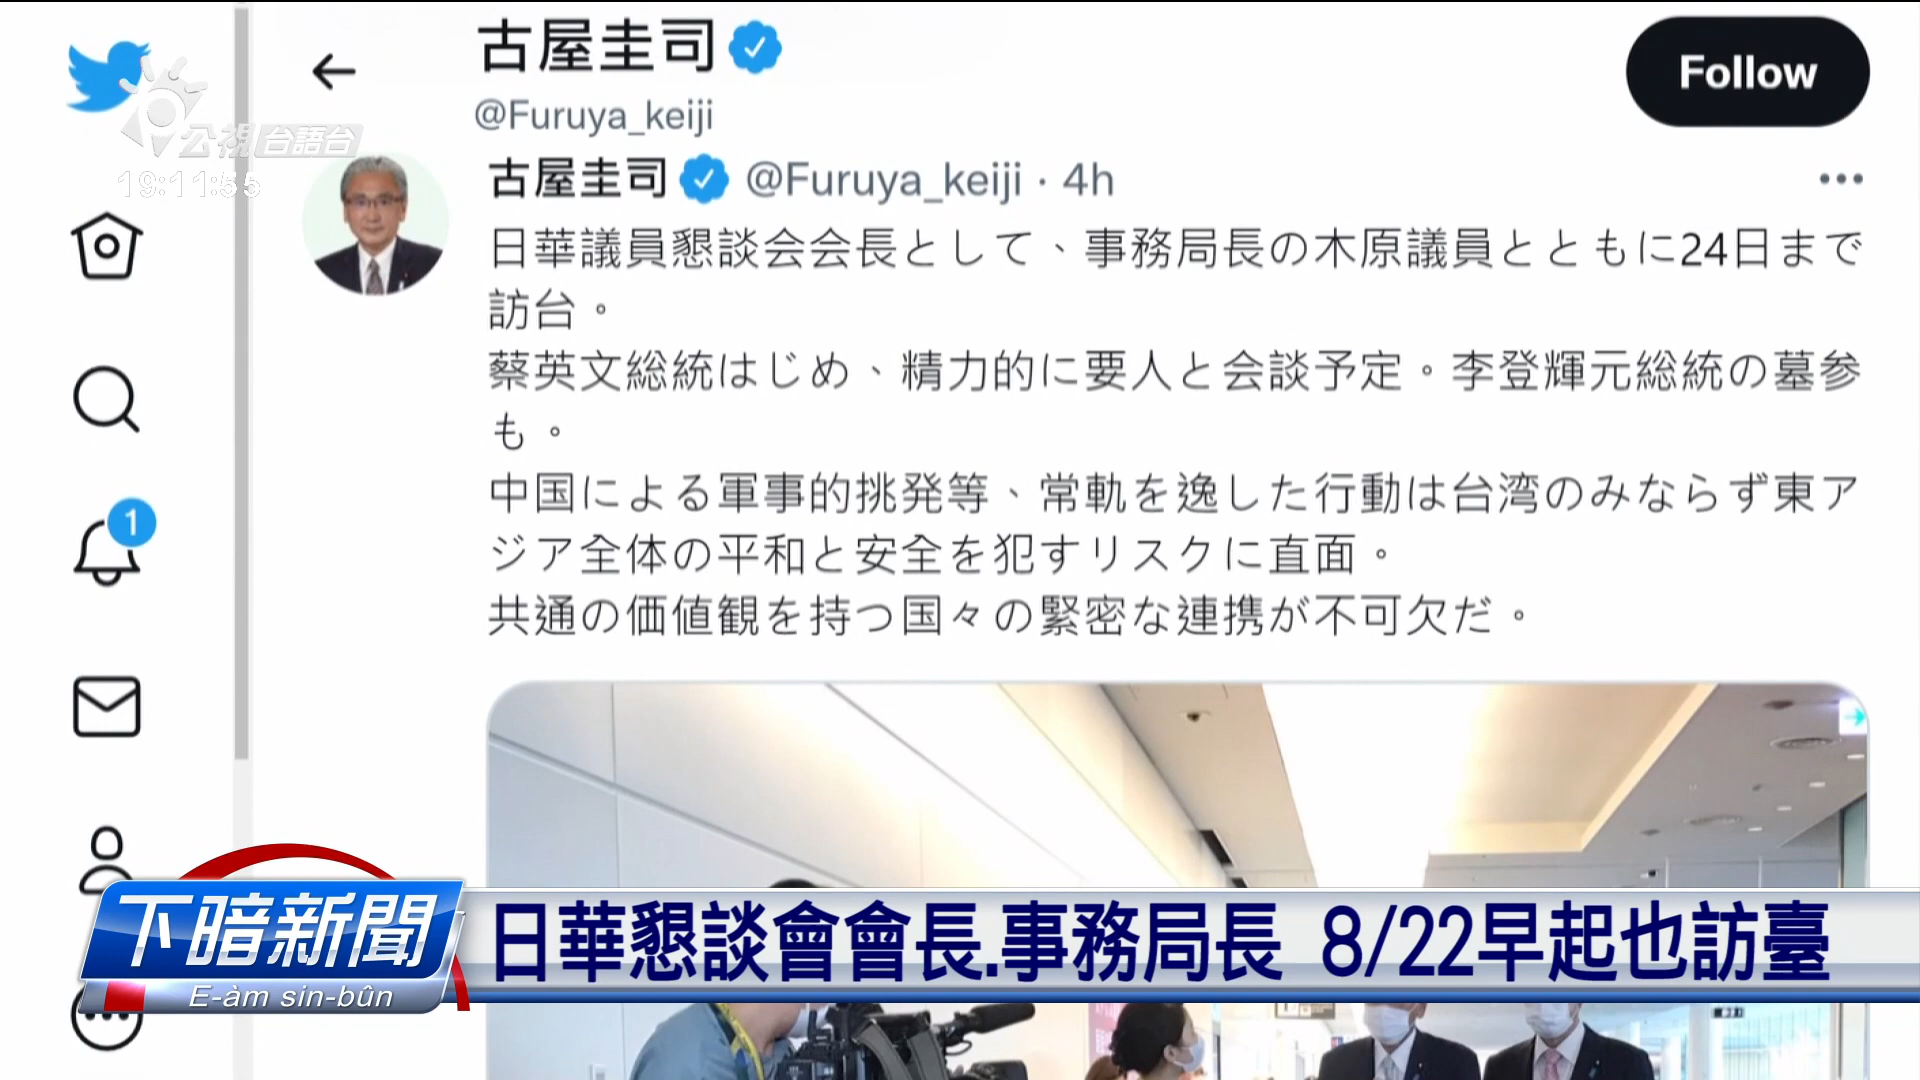 古屋圭司
@Furuya_keiji
Follow
公視台語台
19:11:55
古屋圭司 @Furuya_keiji · 4h
日華議員懇談会会長として、事務局長の木原議員とともに24日まで
訪台。
蔡英文総統はじめ、精力的に要人と会談予定。李登輝元総統の墓参
も。
中国による軍事的挑発等、常軌を逸した行動は台湾のみならず東ア
ジア全体の平和と安全を犯すリスクに直面。
共通の価値観を持つ国々の緊密な連携が不可欠だ。
1
下暗新聞
E-àm sin-bûn
日華懇談會會長.事務局長 8/22早起也訪臺